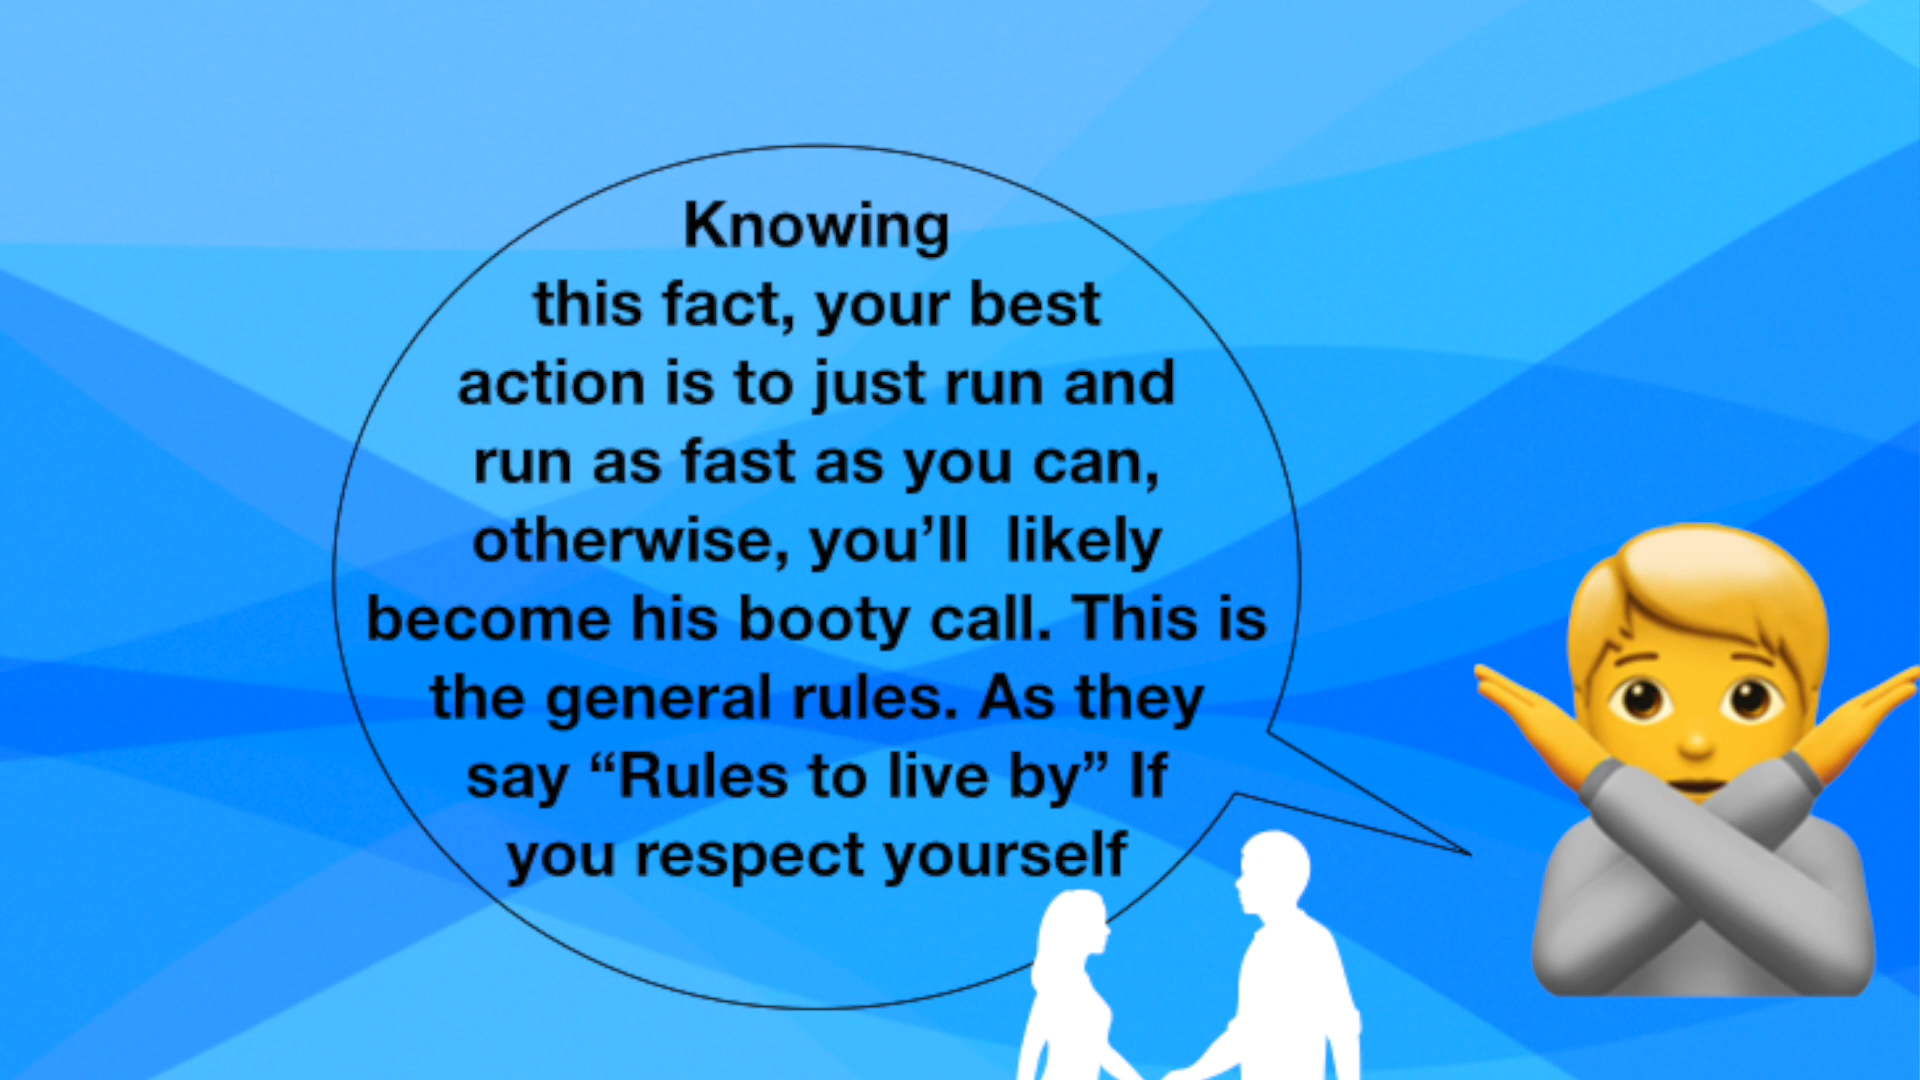 Knowing
this fact, your best
action is to just run and
run as fast as you can,
otherwise, you’ll  likely
become his booty call. This is
the general rules. As they
say “Rules to live by” If
you respect yourself